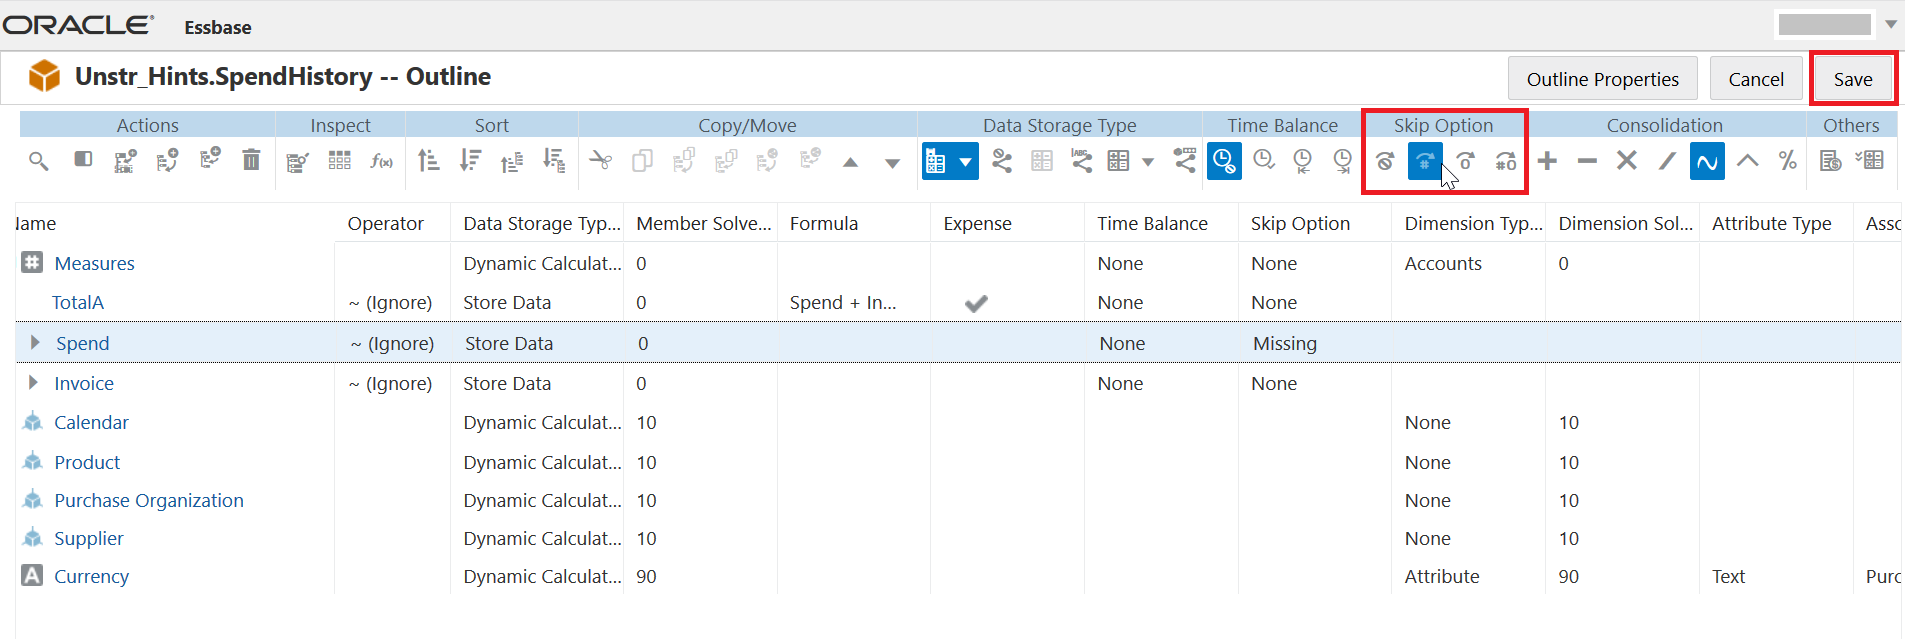 ORACLE Essbase
Unstr_Hints.SpendHistory -- Outline Outline Properties Cancel Save
Actions Inspect Sort Copy/Move Data Storage Type Time Balance Skip Option Consolidation Others
Name Operator Data Storage Typ... Member Solve... Formula Expense Time Balance Skip Option Dimension Typ... Dimension Sol... Attribute Type Asso
Measures Dynamic Calculat... 0 None None Accounts 0
TotalA ~ (Ignore) Store Data 0 Spend + In... None None
Spend ~ (Ignore) Store Data 0 None Missing
Invoice ~ (Ignore) Store Data 0 None None
Calendar Dynamic Calculat... 10 None 10
Product Dynamic Calculat... 10 None 10
Purchase Organization Dynamic Calculat... 10 None 10
Supplier Dynamic Calculat... 10 None 10
Currency Dynamic Calculat... 90 Attribute 90 Text Purc